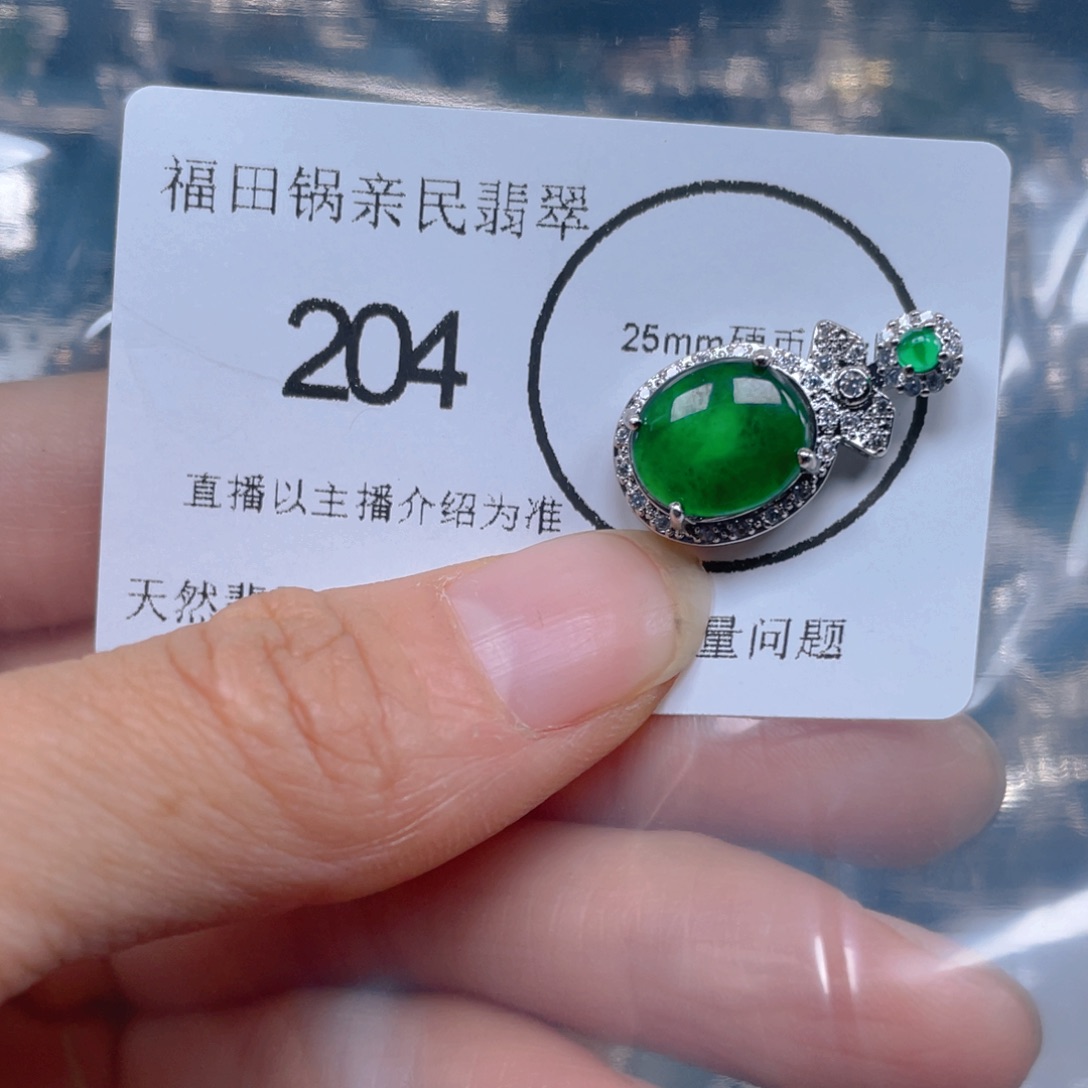 福田锅亲民翡翠
204
25mm硬币
直播以主播介绍为准
天然翡
量问题